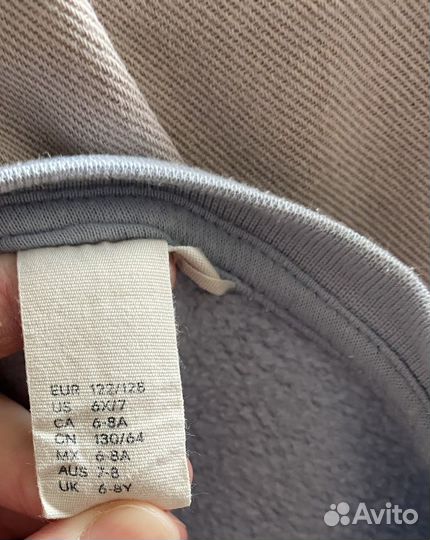 EUR 122/128
US 6X/7
CA 6-8A
CN 130/64
MX 6-8A
AUS 7-8
UK 6-8Y
Avito